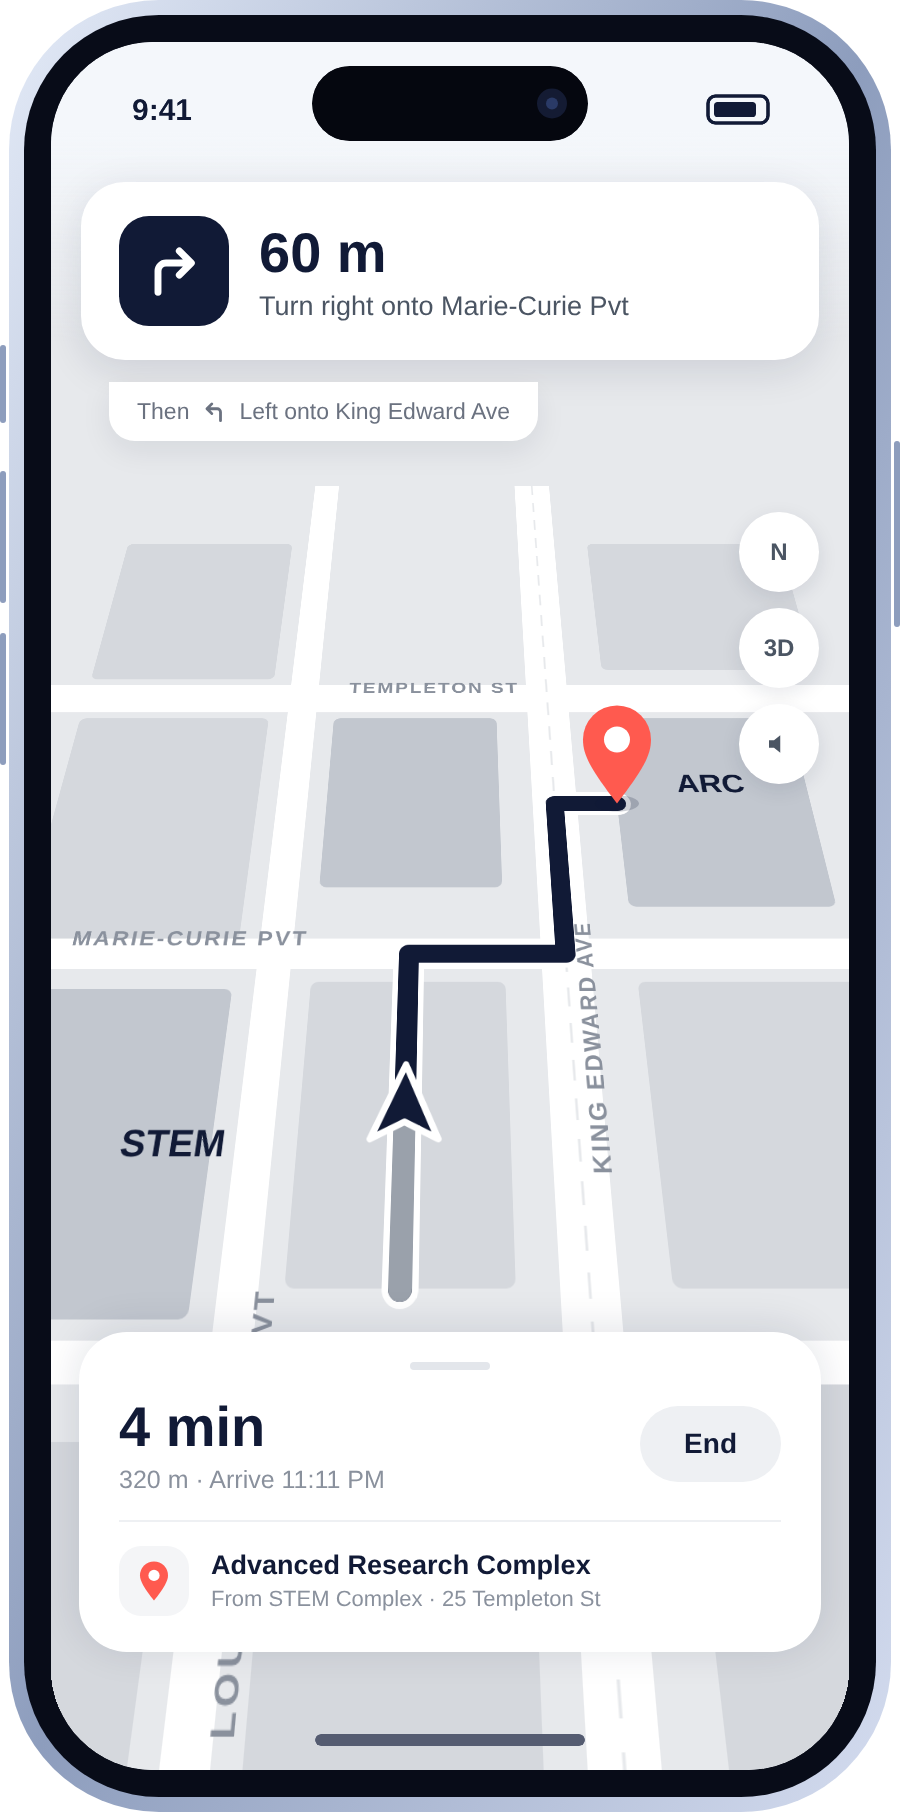 9:41
60 m
Turn right onto Marie-Curie Pvt
Then Left onto King Edward Ave
N
3D
TEMPLETON ST
ARC
MARIE-CURIE PVT
KING EDWARD AVE
STEM
VT
4 min
320 m · Arrive 11:11 PM
End
Advanced Research Complex
From STEM Complex · 25 Templeton St
LOU